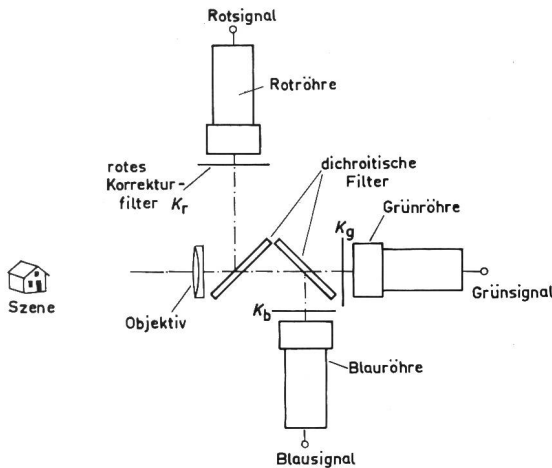 Rotsignal
Rotröhre
rotes
Korrektur-
filter Kr
dichroitische
Filter
Kg
Grünröhre
Szene
Objektiv
Kb
Grünsignal
Blauröhre
Blausignal